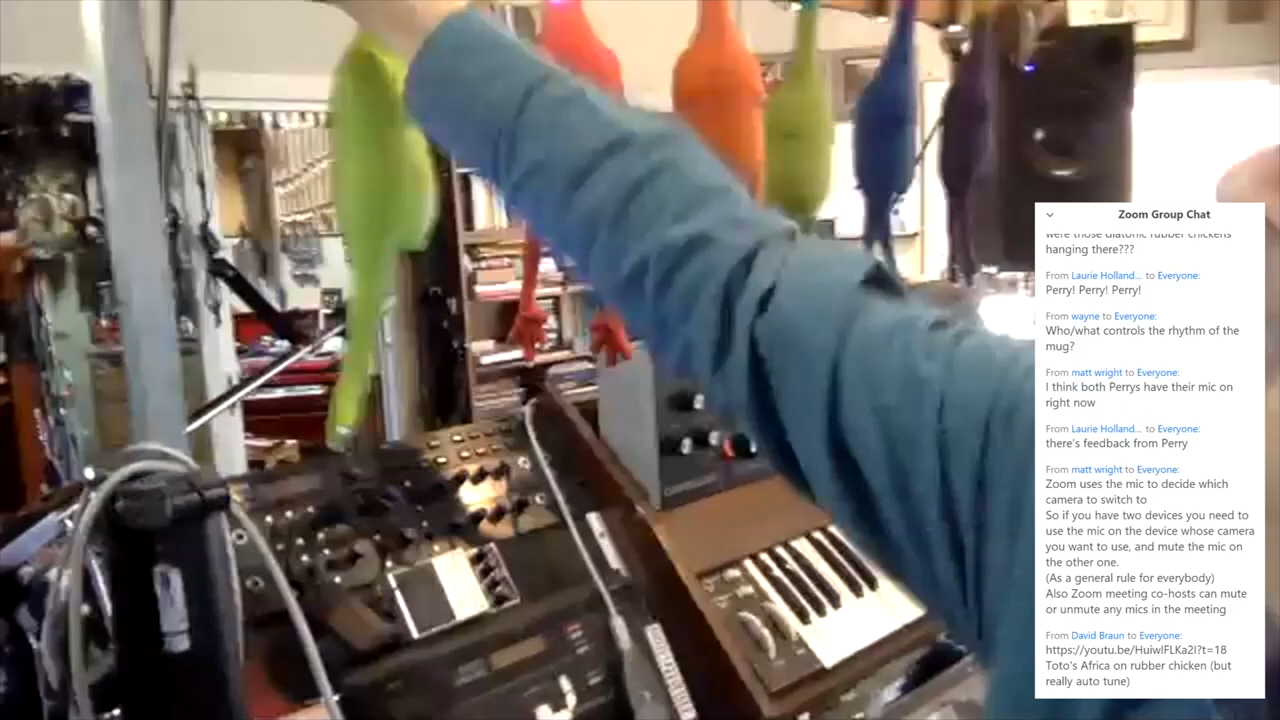 Zoom Group Chat
were those diatonic rubber chickens
hanging there???
From Laurie Holland... to Everyone:
Perry! Perry! Perry!
From wayne to Everyone:
Who/what controls the rhythm of the
mug?
From matt wright to Everyone:
I think both Perrys have their mic on
right now
From Laurie Holland... to Everyone:
there's feedback from Perry
From matt wright to Everyone:
Zoom uses the mic to decide which
camera to switch to
So if you have two devices you need to
use the mic on the device whose camera
you want to use, and mute the mic on
the other one.
(As a general rule for everybody)
Also Zoom meeting co-hosts can mute
or unmute any mics in the meeting
From David Braun to Everyone:
https://youtu.be/HuiwIFLKa2I?t=18
Toto's Africa on rubber chicken (but
really auto tune)